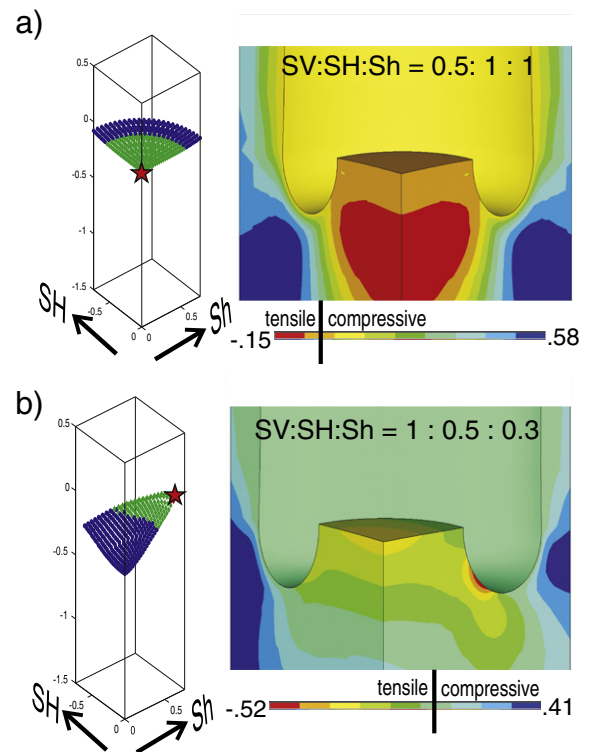 a)
SV:SH:Sh = 0.5: 1 : 1
0.5
0
-0.5
-1
-1.5
-0.5
0
0
0.5
SH
Sh
tensile compressive
-.15 .58
b)
SV:SH:Sh = 1 : 0.5 : 0.3
0.5
0
-0.5
-1
-1.5
-0.5
0
0
0.5
SH
Sh
tensile compressive
-.52 .41